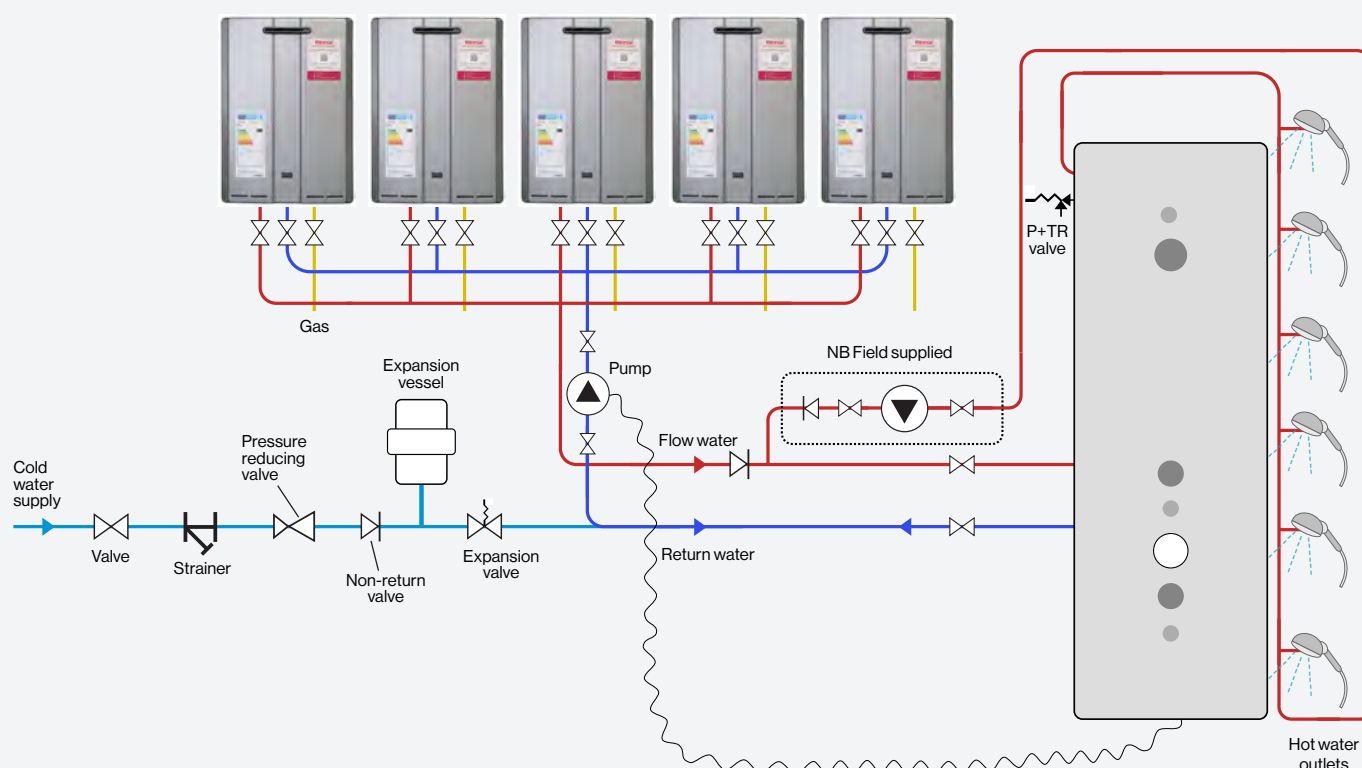 P+TR
valve
Gas
NB Field supplied
Expansion
vessel
Pump
Pressure
reducing
valve
Flow water
Cold
water
supply
Valve
Strainer
Non-return
valve
Expansion
valve
Return water
Hot water
outlets